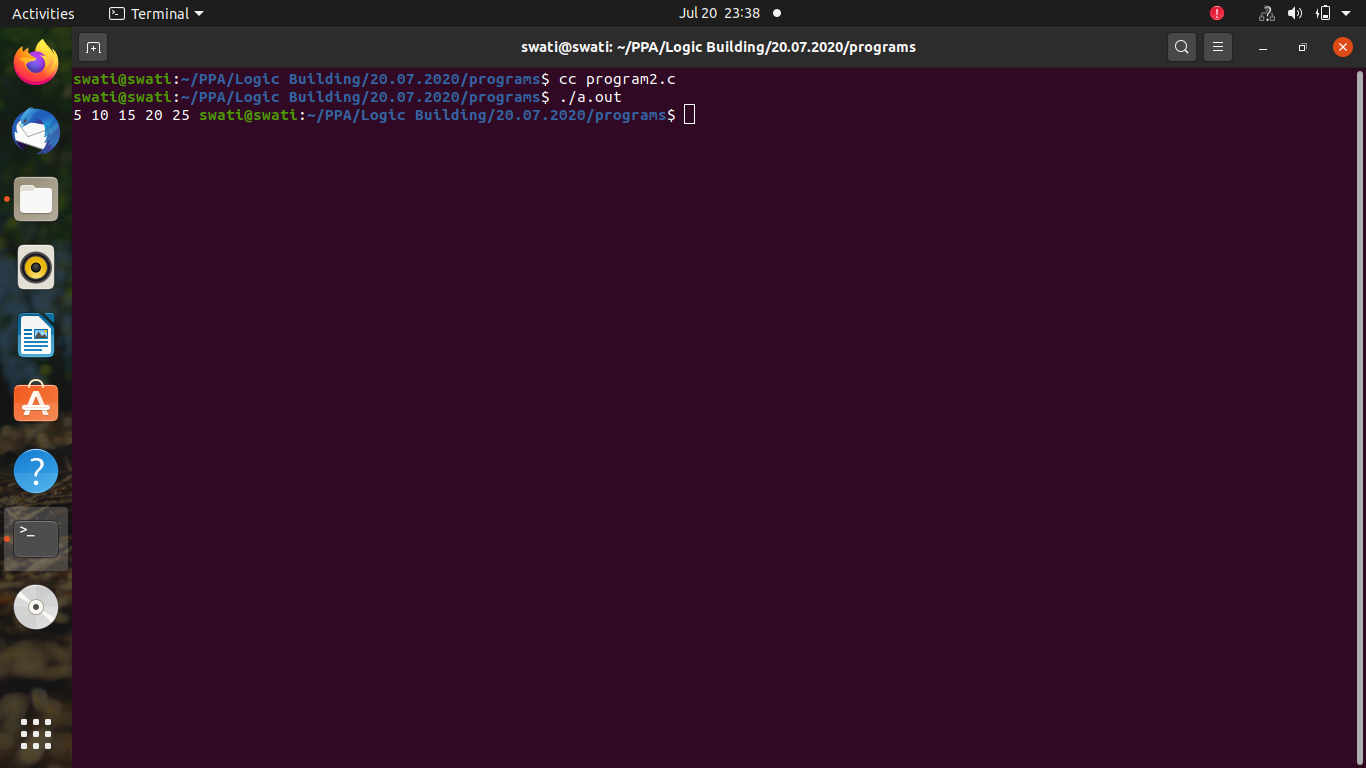 Activities
Terminal
Jul 20 23:38
swati@swati: ~/PPA/Logic Building/20.07.2020/programs
swati@swati:~/PPA/Logic Building/20.07.2020/programs$ cc program2.c
swati@swati:~/PPA/Logic Building/20.07.2020/programs$ ./a.out
5 10 15 20 25 swati@swati:~/PPA/Logic Building/20.07.2020/programs$